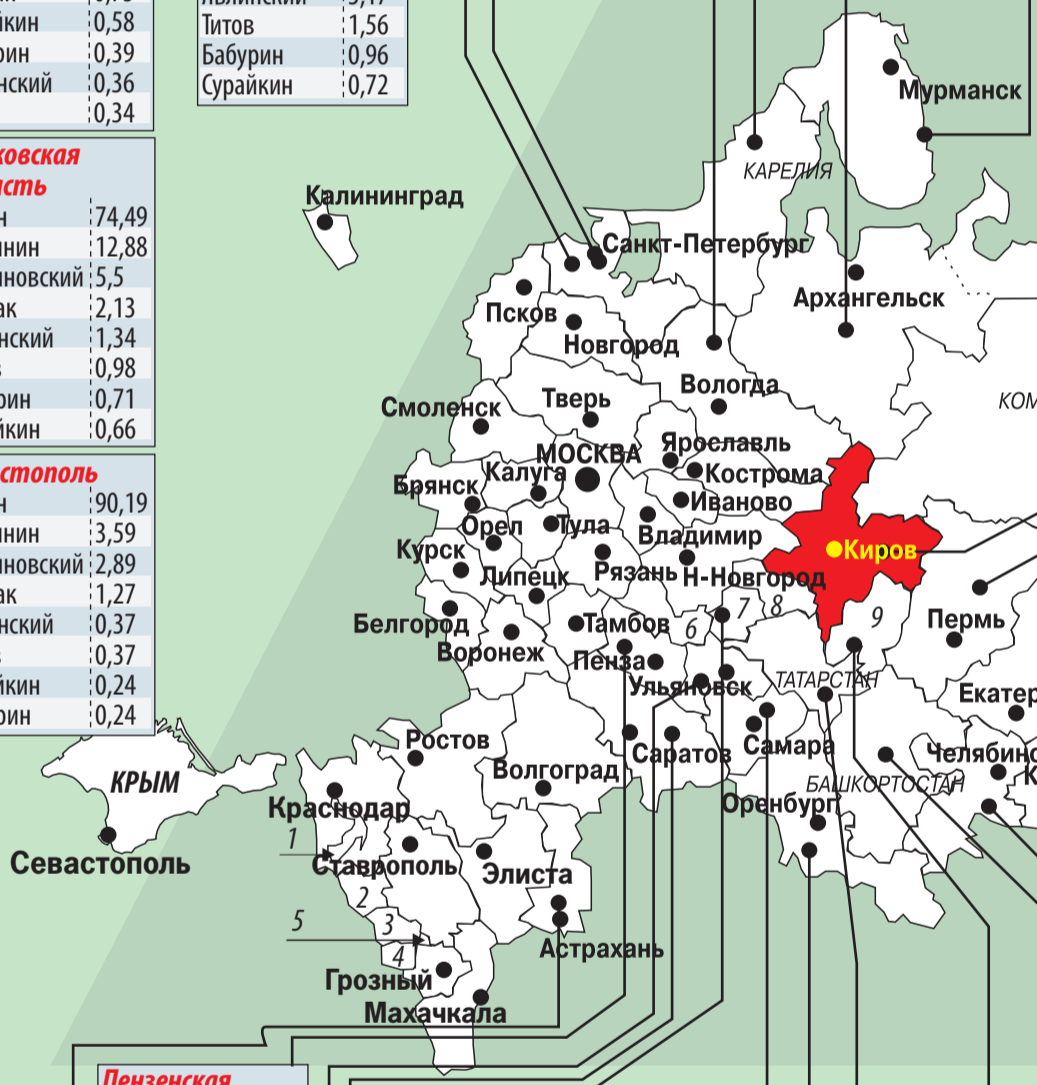 0,58
0,39
0,36
0,34
Титов 1,56
Бабурин 0,96
Сурайкин 0,72
74,49
12,88
5,5
2,13
1,34
0,98
0,71
0,66
90,19
3,59
2,89
1,27
0,37
0,37
0,24
0,24
Мурманск
КАРЕЛИЯ
Калининград
Санкт-Петербург
Архангельск
Псков
Новгород
Вологда
Тверь
Смоленск
Ярославль
МОСКВА
Кострома
Калуга
Брянск
Иваново
Орел
Тула
Владимир
Киров
Курск
Рязань
Н-Новгород
Липецк
7
8
9
Пермь
Белгород
Тамбов
6
Воронеж
Пенза
Ульяновск
ТАТАРСТАН
Ростов
Саратов
Самара
Волгоград
КРЫМ
БАШКОРТОСТАН
Оренбург
Краснодар
1
Севастополь
Ставрополь
Элиста
2
5
3
4
Астрахань
Грозный
Махачкала
Пензенская